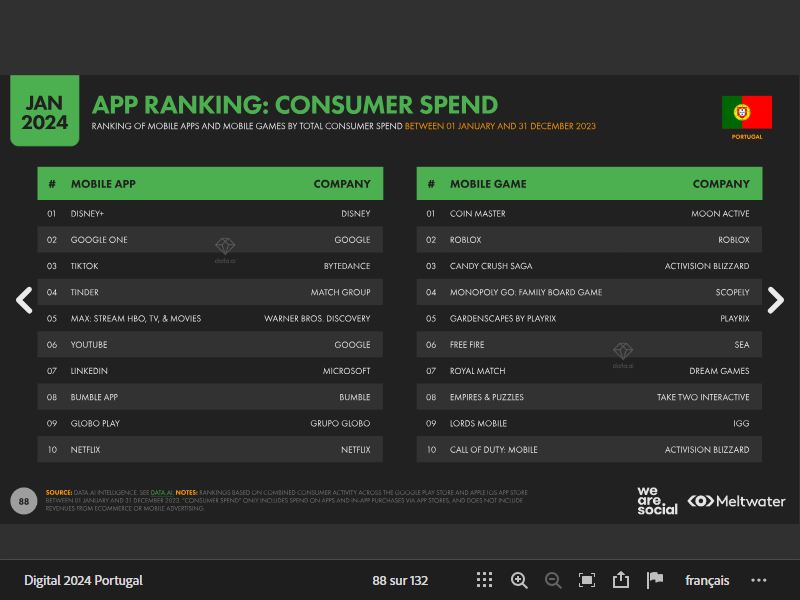 JAN
2024
APP RANKING: CONSUMER SPEND
RANKING OF MOBILE APPS AND MOBILE GAMES BY TOTAL CONSUMER SPEND BETWEEN 01 JANUARY AND 31 DECEMBER 2023
PORTUGAL
# MOBILE APP COMPANY
01 DISNEY+ DISNEY
02 GOOGLE ONE GOOGLE
03 TIKTOK BYTEDANCE
04 TINDER MATCH GROUP
05 MAX: STREAM HBO, TV, & MOVIES WARNER BROS. DISCOVERY
06 YOUTUBE GOOGLE
07 LINKEDIN MICROSOFT
08 BUMBLE APP BUMBLE
09 GLOBO PLAY GRUPO GLOBO
10 NETFLIX NETFLIX
data.ai
# MOBILE GAME COMPANY
01 COIN MASTER MOON ACTIVE
02 ROBLOX ROBLOX
03 CANDY CRUSH SAGA ACTIVISION BLIZZARD
04 MONOPOLY GO: FAMILY BOARD GAME SCOPELY
05 GARDENSCAPES BY PLAYRIX PLAYRIX
06 FREE FIRE SEA
07 ROYAL MATCH DREAM GAMES
08 EMPIRES & PUZZLES TAKE TWO INTERACTIVE
09 LORDS MOBILE IGG
10 CALL OF DUTY: MOBILE ACTIVISION BLIZZARD
data.ai
88
SOURCE: DATA.AI INTELLIGENCE. SEE DATA.AI. NOTES: RANKINGS BASED ON COMBINED CONSUMER ACTIVITY ACROSS THE GOOGLE PLAY STORE AND APPLE IOS APP STORE
BETWEEN 01 JANUARY AND 31 DECEMBER 2023. "CONSUMER SPEND" ONLY INCLUDES SPEND ON APPS AND IN-APP PURCHASES VIA APP STORES, AND DOES NOT INCLUDE
REVENUES FROM ECOMMERCE OR MOBILE ADVERTISING.
we
are.
social
Meltwater
Digital 2024 Portugal
88 sur 132
français